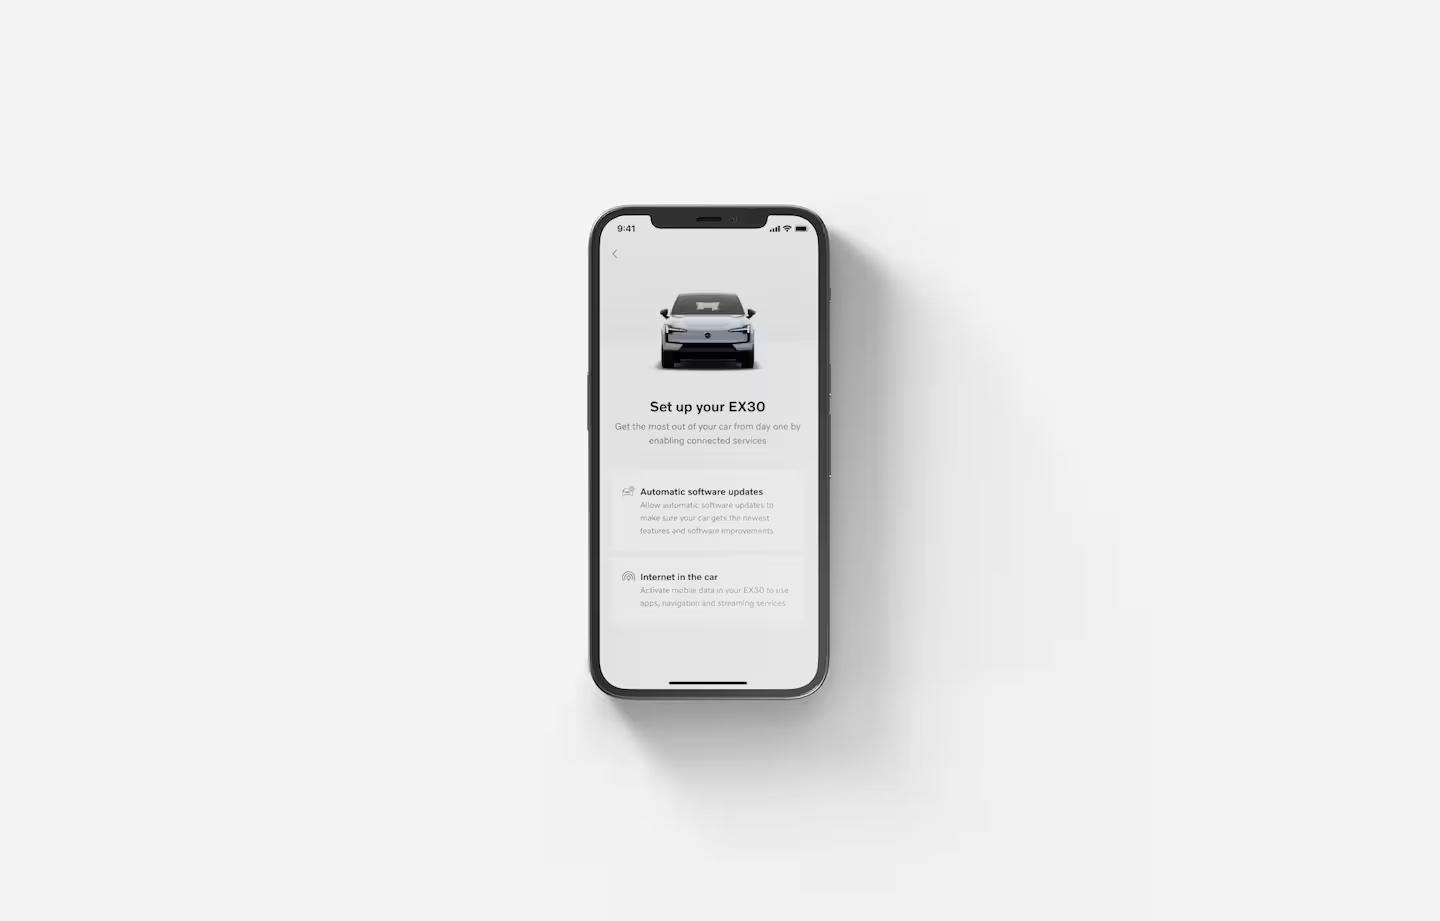 9:41
Set up your EX30
Get the most out of your car from day one by
enabling connected services
Automatic software updates
Allow automatic software updates to
make sure your car gets the newest
features and software improvements
Internet in the car
Activate mobile data in your EX30 to use
apps, navigation and streaming services